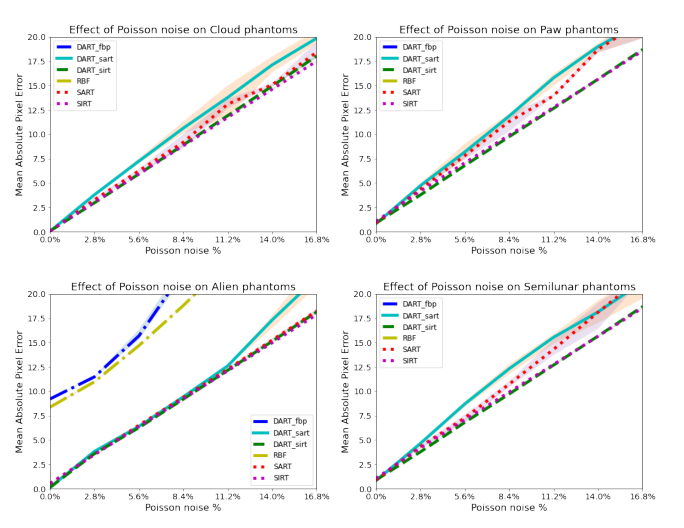 Effect of Poisson noise on Cloud phantoms
20.0
17.5
15.0
12.5
10.0
7.5
5.0
2.5
0.0
Mean Absolute Pixel Error
DART_fbp
DART_sart
DART_sirt
RBF
SART
SIRT
0.0% 2.8% 5.6% 8.4% 11.2% 14.0% 16.8%
Poisson noise %
Effect of Poisson noise on Paw phantoms
20.0
17.5
15.0
12.5
10.0
7.5
5.0
2.5
0.0
Mean Absolute Pixel Error
DART_fbp
DART_sart
DART_sirt
RBF
SART
SIRT
0.0% 2.8% 5.6% 8.4% 11.2% 14.0% 16.8%
Poisson noise %
Effect of Poisson noise on Alien phantoms
20.0
17.5
15.0
12.5
10.0
7.5
5.0
2.5
0.0
Mean Absolute Pixel Error
DART_fbp
DART_sart
DART_sirt
RBF
SART
SIRT
0.0% 2.8% 5.6% 8.4% 11.2% 14.0% 16.8%
Poisson noise %
Effect of Poisson noise on Semilunar phantoms
20.0
17.5
15.0
12.5
10.0
7.5
5.0
2.5
0.0
Mean Absolute Pixel Error
DART_fbp
DART_sart
DART_sirt
RBF
SART
SIRT
0.0% 2.8% 5.6% 8.4% 11.2% 14.0% 16.8%
Poisson noise %